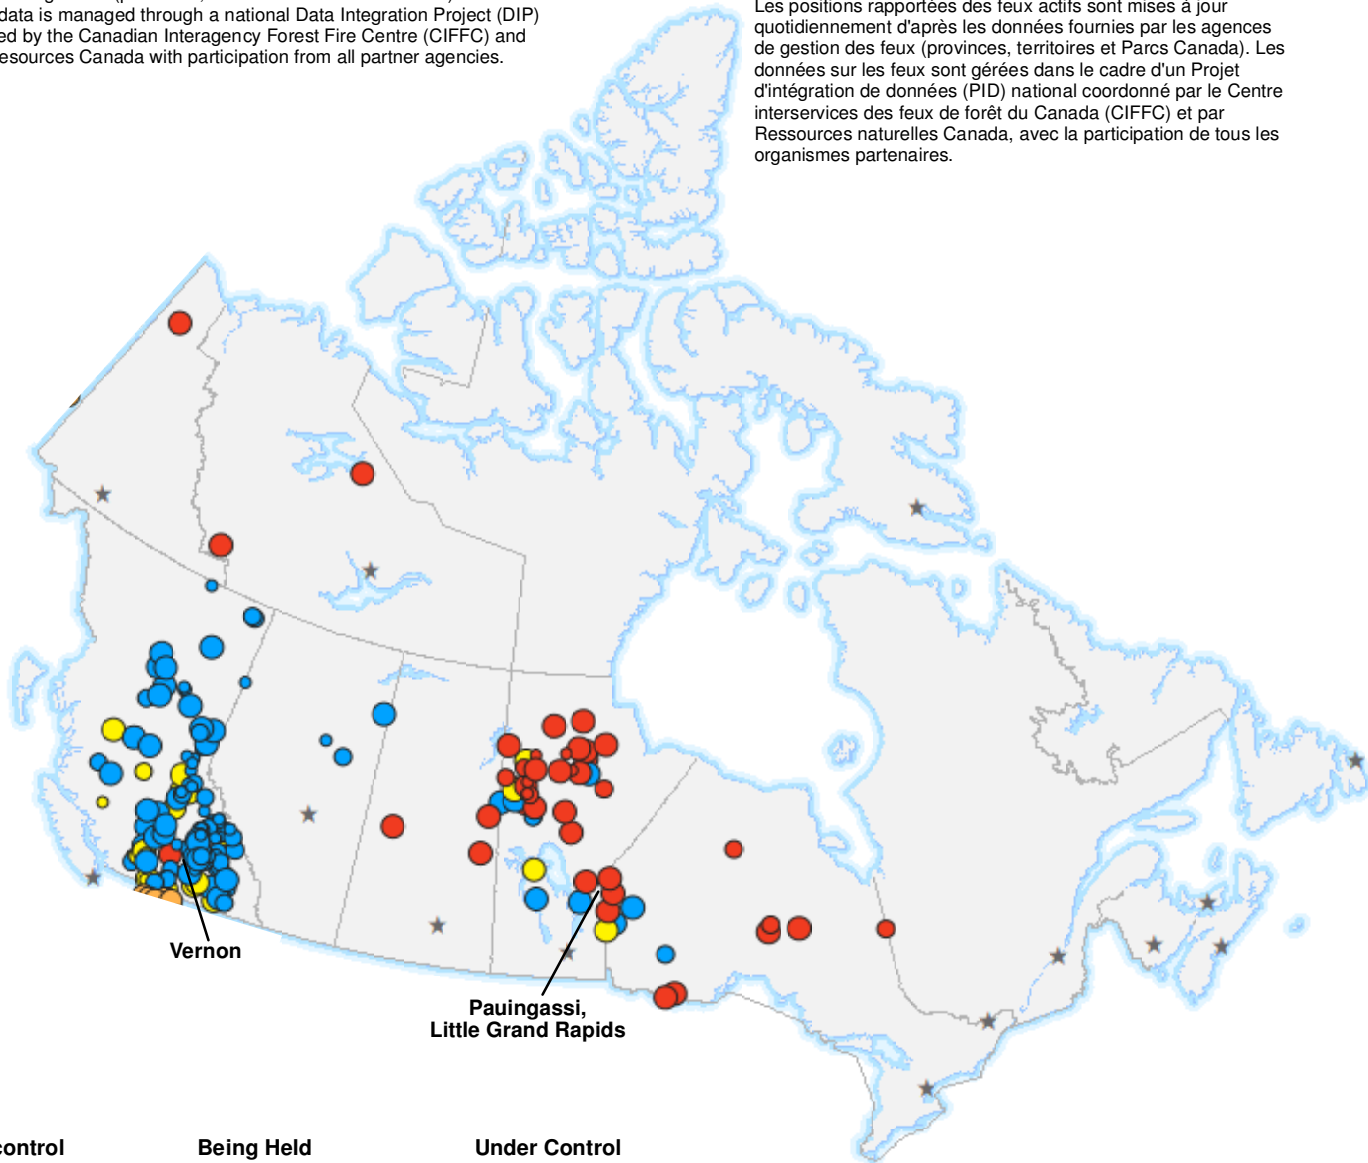 data is managed through a national Data Integration Project (DIP)
ed by the Canadian Interagency Forest Fire Centre (CIFFC) and
esources Canada with participation from all partner agencies.
Les positions rapportées des feux actifs sont mises à jour
quotidiennement d'après les données fournies par les agences
de gestion des feux (provinces, territoires et Parcs Canada). Les
données sur les feux sont gérées dans le cadre d'un Projet
d'intégration de données (PID) national coordonné par le Centre
interservices des feux de forêt du Canada (CIFFC) et par
Ressources naturelles Canada, avec la participation de tous les
organismes partenaires.
Vernon
Pauingassi,
Little Grand Rapids
control
Being Held
Under Control